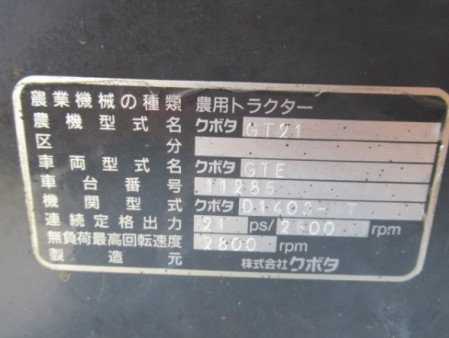 農業機械の種類 農用トラクター
農機型式名 クボタ GT21
区分
車両型式名 クボタ GTE
車台番号 11285
機関型式 クボタ D1403- T
連続定格出力 21 ps/2600 rpm
無負荷最高回転速度 2800 rpm
製造元 株式会社クボタ